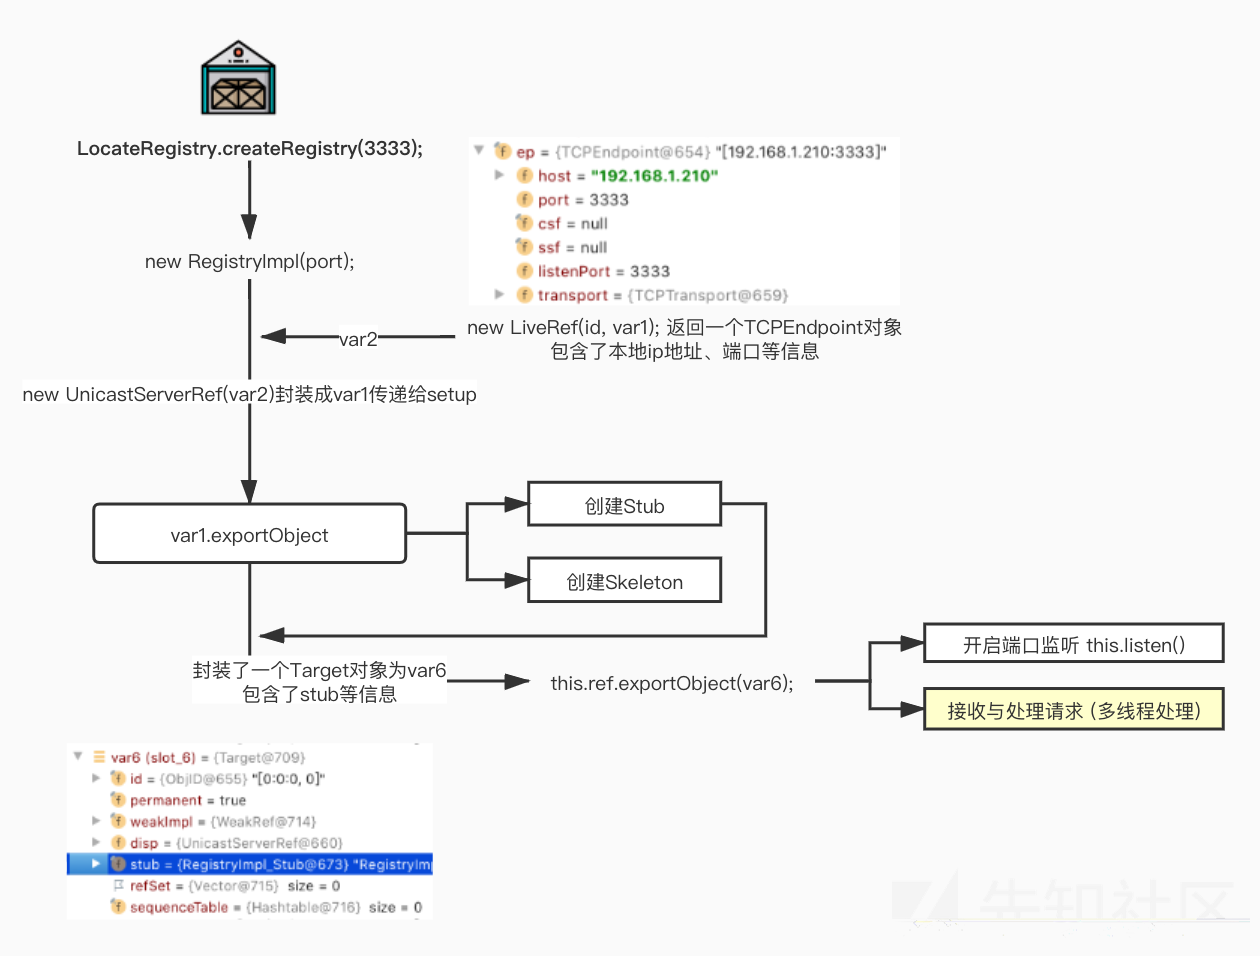 LocateRegistry.createRegistry(3333);
ep = {TCPEndpoint@654} "[192.168.1.210:3333]"
host = "192.168.1.210"
port = 3333
csf = null
ssf = null
listenPort = 3333
transport = {TCPTransport@659}
new RegistryImpl(port);
new LiveRef(id, var1); 返回一个TCPEndpoint对象
包含了本地ip地址、端口等信息
var2
new UnicastServerRef(var2)封装成var1传递给setup
var1.exportObject
创建Stub
创建Skeleton
封装了一个Target对象为var6
包含了stub等信息
this.ref.exportObject(var6);
开启端口监听 this.listen()
接收与处理请求 (多线程处理)
var6 (slot_6) = {Target@709}
id = {ObjID@655} "[0:0:0, 0]"
permanent = true
weakImpl = {WeakRef@714}
disp = {UnicastServerRef@660}
stub = {RegistryImpl_Stub@673} "RegistryIm
refSet = {Vector@715} size = 0
sequenceTable = {Hashtable@716} size = 0
先知社区